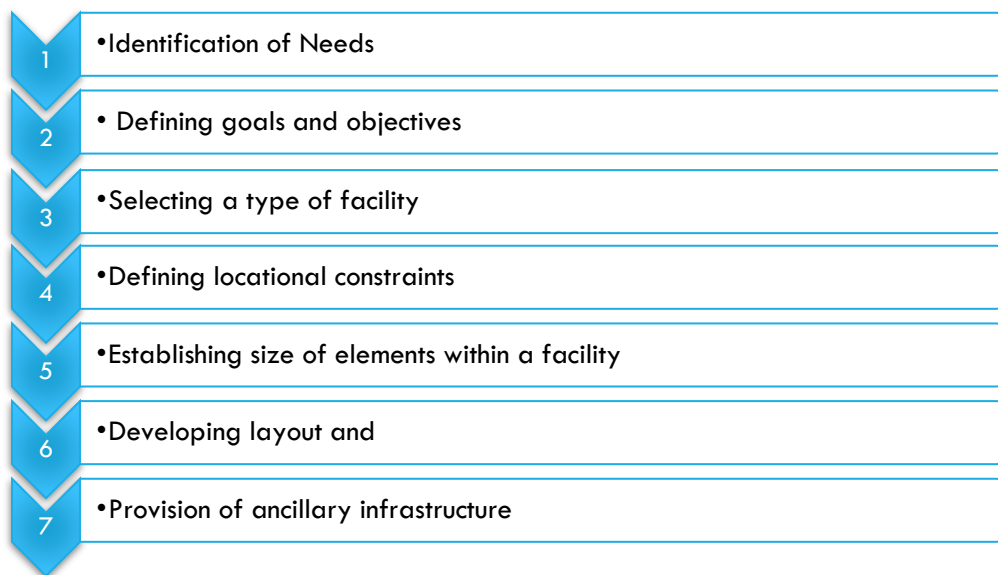 1
•Identification of Needs
2
• Defining goals and objectives
3
•Selecting a type of facility
4
•Defining locational constraints
5
•Establishing size of elements within a facility
6
•Developing layout and
7
•Provision of ancillary infrastructure